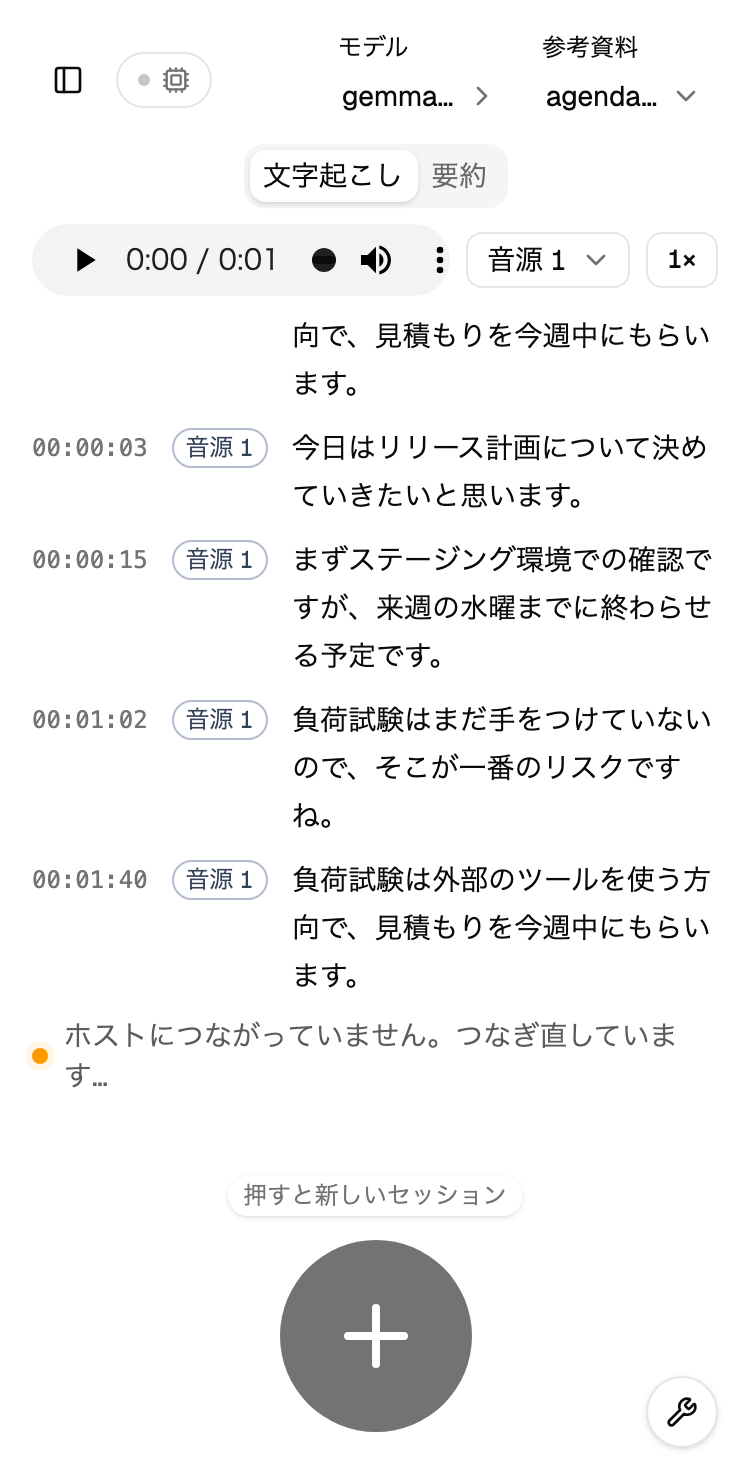 モデル
参考資料
gemma...
agenda...
文字起こし
要約
0:00 / 0:01
音源 1
1×
向で、見積もりを今週中にもらい
ます。
00:00:03 音源 1 今日はリリース計画について決め
ていきたいと思います。
00:00:15 音源 1 まずステージング環境での確認で
すが、来週の水曜までに終わらせ
る予定です。
00:01:02 音源 1 負荷試験はまだ手をつけていない
ので、そこが一番のリスクです
ね。
00:01:40 音源 1 負荷試験は外部のツールを使う方
向で、見積もりを今週中にもらい
ます。
ホストにつながっていません。つなぎ直していま
す...
押すと新しいセッション